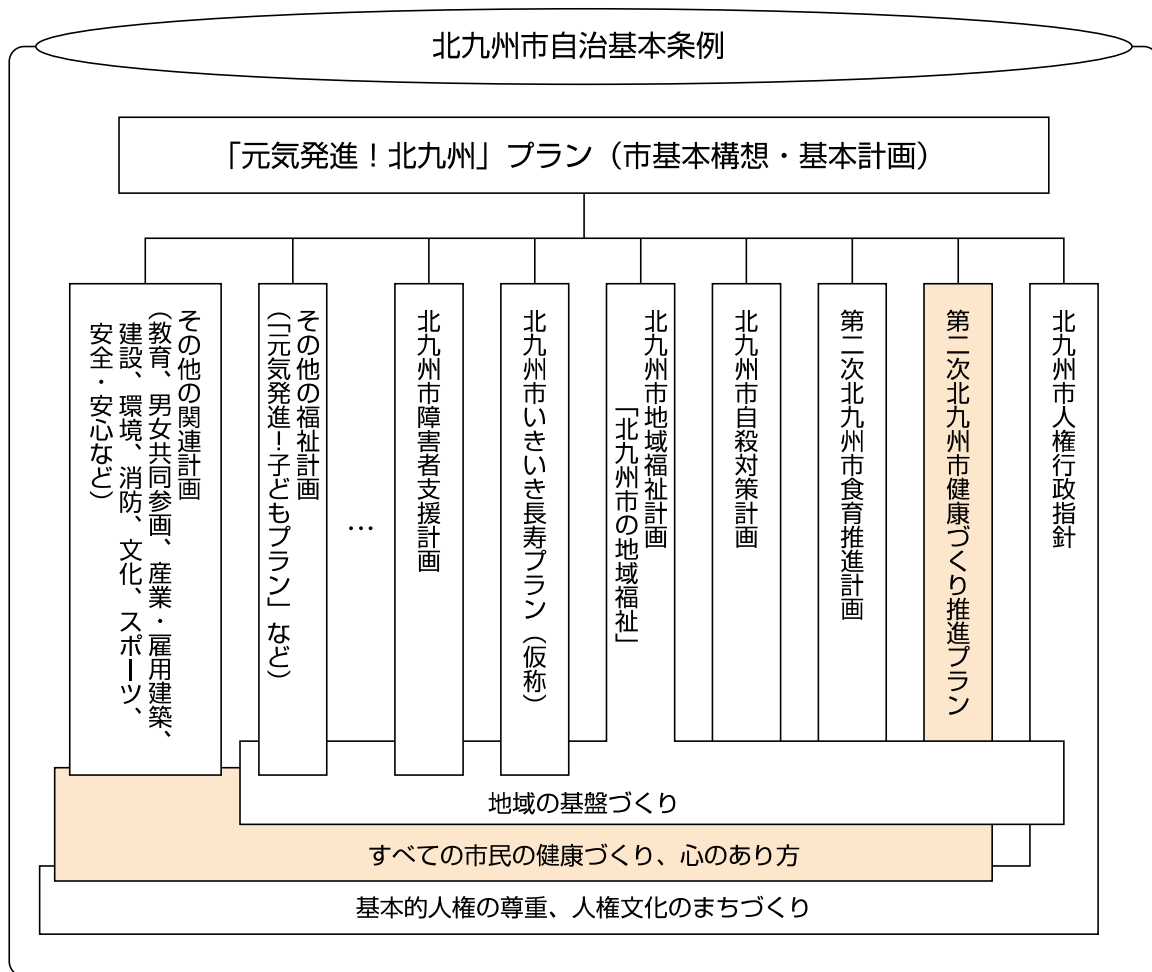 北九州市自治基本条例
「元気発進！北九州」プラン（市基本構想・基本計画）
その他の関連計画
（教育、男女共同参画、産業・雇用建築、
建設、環境、消防、文化、スポーツ、
安全・安心など）
その他の福祉計画
（「元気発進！子どもプラン」など）
…
北九州市障害者支援計画
北九州市いきいき長寿プラン（仮称）
北九州市地域福祉計画
「北九州市の地域福祉」
北九州市自殺対策計画
第二次北九州市食育推進計画
第二次北九州市健康づくり推進プラン
北九州市人権行政指針
地域の基盤づくり
すべての市民の健康づくり、心のあり方
基本的人権の尊重、人権文化のまちづくり